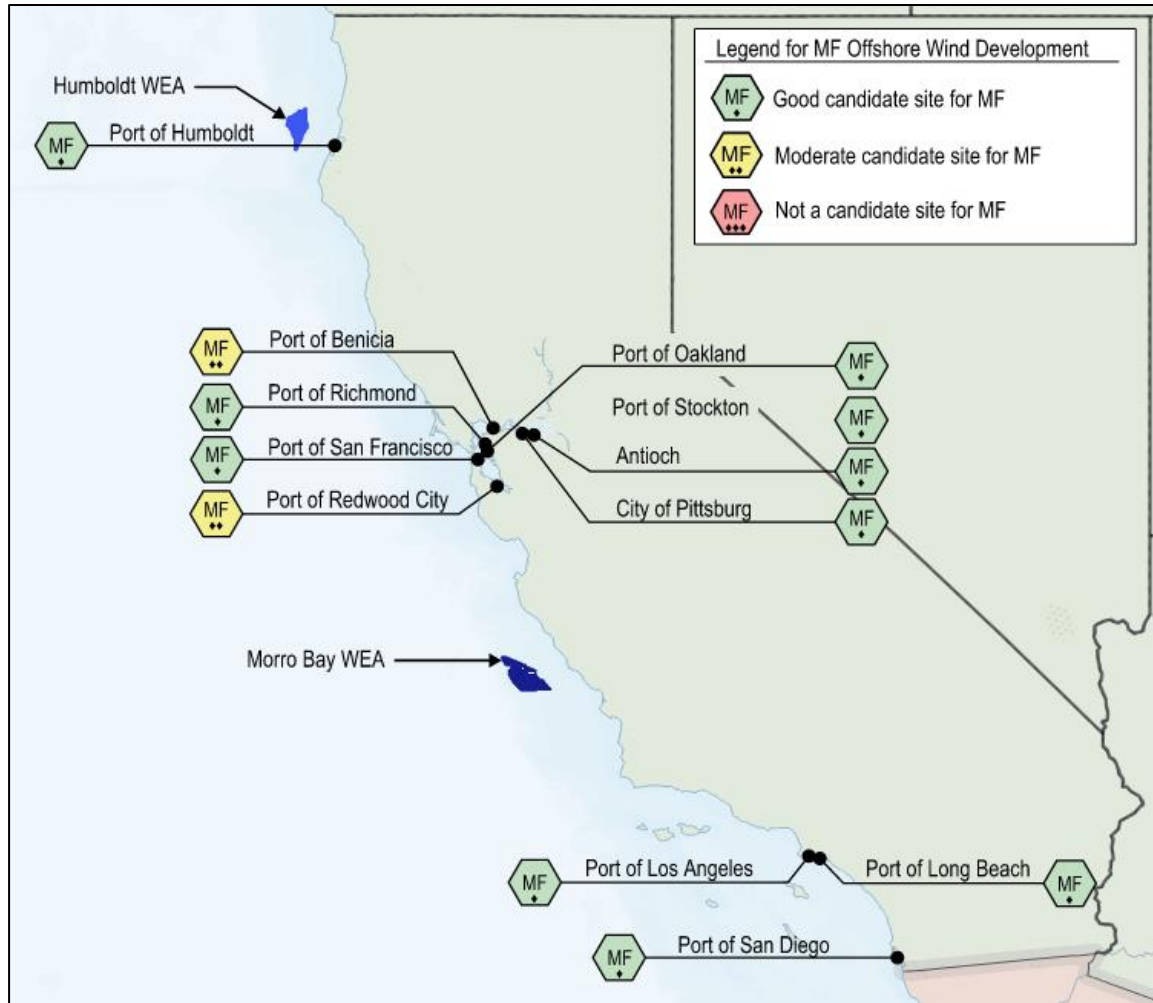 Legend for MF Offshore Wind Development
MF
Good candidate site for MF
MF
Moderate candidate site for MF
MF
Not a candidate site for MF
Humboldt WEA
MF
Port of Humboldt
MF
Port of Benicia
MF
Port of Richmond
MF
Port of San Francisco
MF
Port of Redwood City
Port of Oakland
MF
Port of Stockton
MF
Antioch
MF
City of Pittsburg
MF
Morro Bay WEA
MF
Port of Los Angeles
Port of Long Beach
MF
MF
Port of San Diego